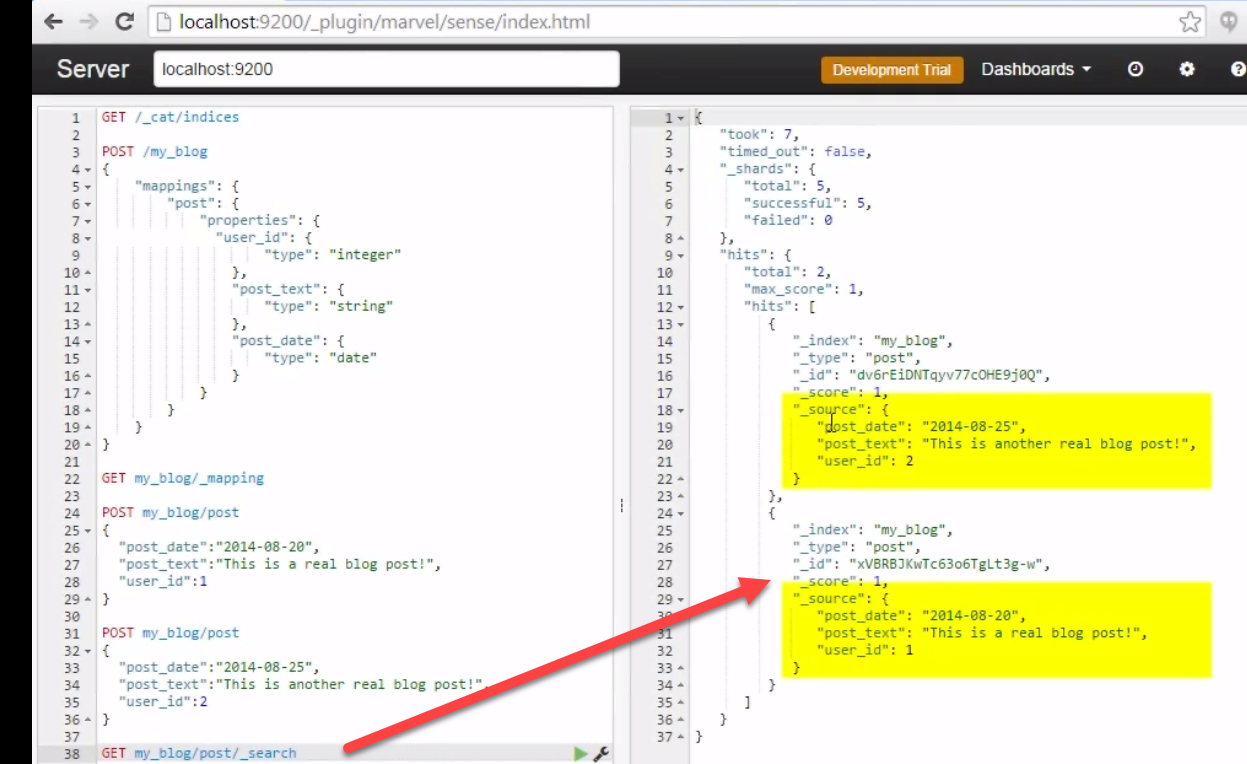 localhost:9200/_plugin/marvel/sense/index.html
Server localhost:9200 Development Trial Dashboards
1 GET /_cat/indices
2
3 POST /my_blog
4 {
5 "mappings": {
6 "post": {
7 "properties": {
8 "user_id": {
9 "type": "integer"
10 },
11 "post_text": {
12 "type": "string"
13 },
14 "post_date": {
15 "type": "date"
16 }
17 }
18 }
19 }
20 }
21
22 GET my_blog/_mapping
23
24 POST my_blog/post
25 {
26 "post_date":"2014-08-20",
27 "post_text":"This is a real blog post!",
28 "user_id":1
29 }
30
31 POST my_blog/post
32 {
33 "post_date":"2014-08-25",
34 "post_text":"This is another real blog post!",
35 "user_id":2
36 }
37
38 GET my_blog/post/_search
1 {
2 "took": 7,
3 "timed_out": false,
4 "_shards": {
5 "total": 5,
6 "successful": 5,
7 "failed": 0
8 },
9 "hits": {
10 "total": 2,
11 "max_score": 1,
12 "hits": [
13 {
14 "_index": "my_blog",
15 "_type": "post",
16 "_id": "dv6rEiDNTqyv77cOHE9j0Q",
17 "_score": 1,
18 "_source": {
19 "post_date": "2014-08-25",
20 "post_text": "This is another real blog post!",
21 "user_id": 2
22 }
23 },
24 {
25 "_index": "my_blog",
26 "_type": "post",
27 "_id": "xVBRBJKwTc63o6TgLt3g-w",
28 "_score": 1,
29 "_source": {
30 "post_date": "2014-08-20",
31 "post_text": "This is a real blog post!",
32 "user_id": 1
33 }
34 }
35 ]
36 }
37 }